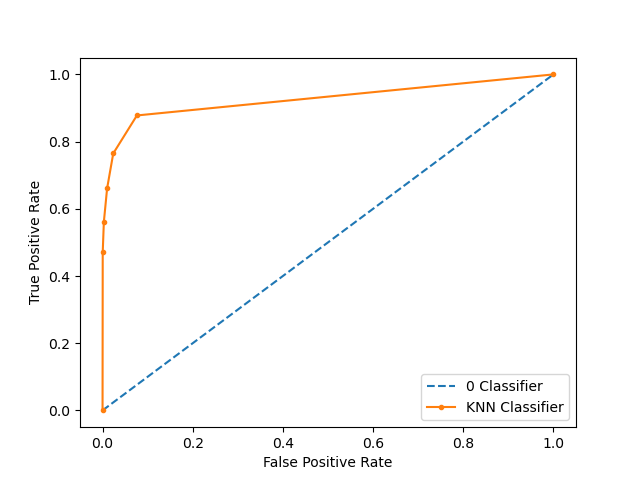 1.0
0.8
0.6
0.4
0.2
0.0
True Positive Rate
0 Classifier
KNN Classifier
0.0 0.2 0.4 0.6 0.8 1.0
False Positive Rate